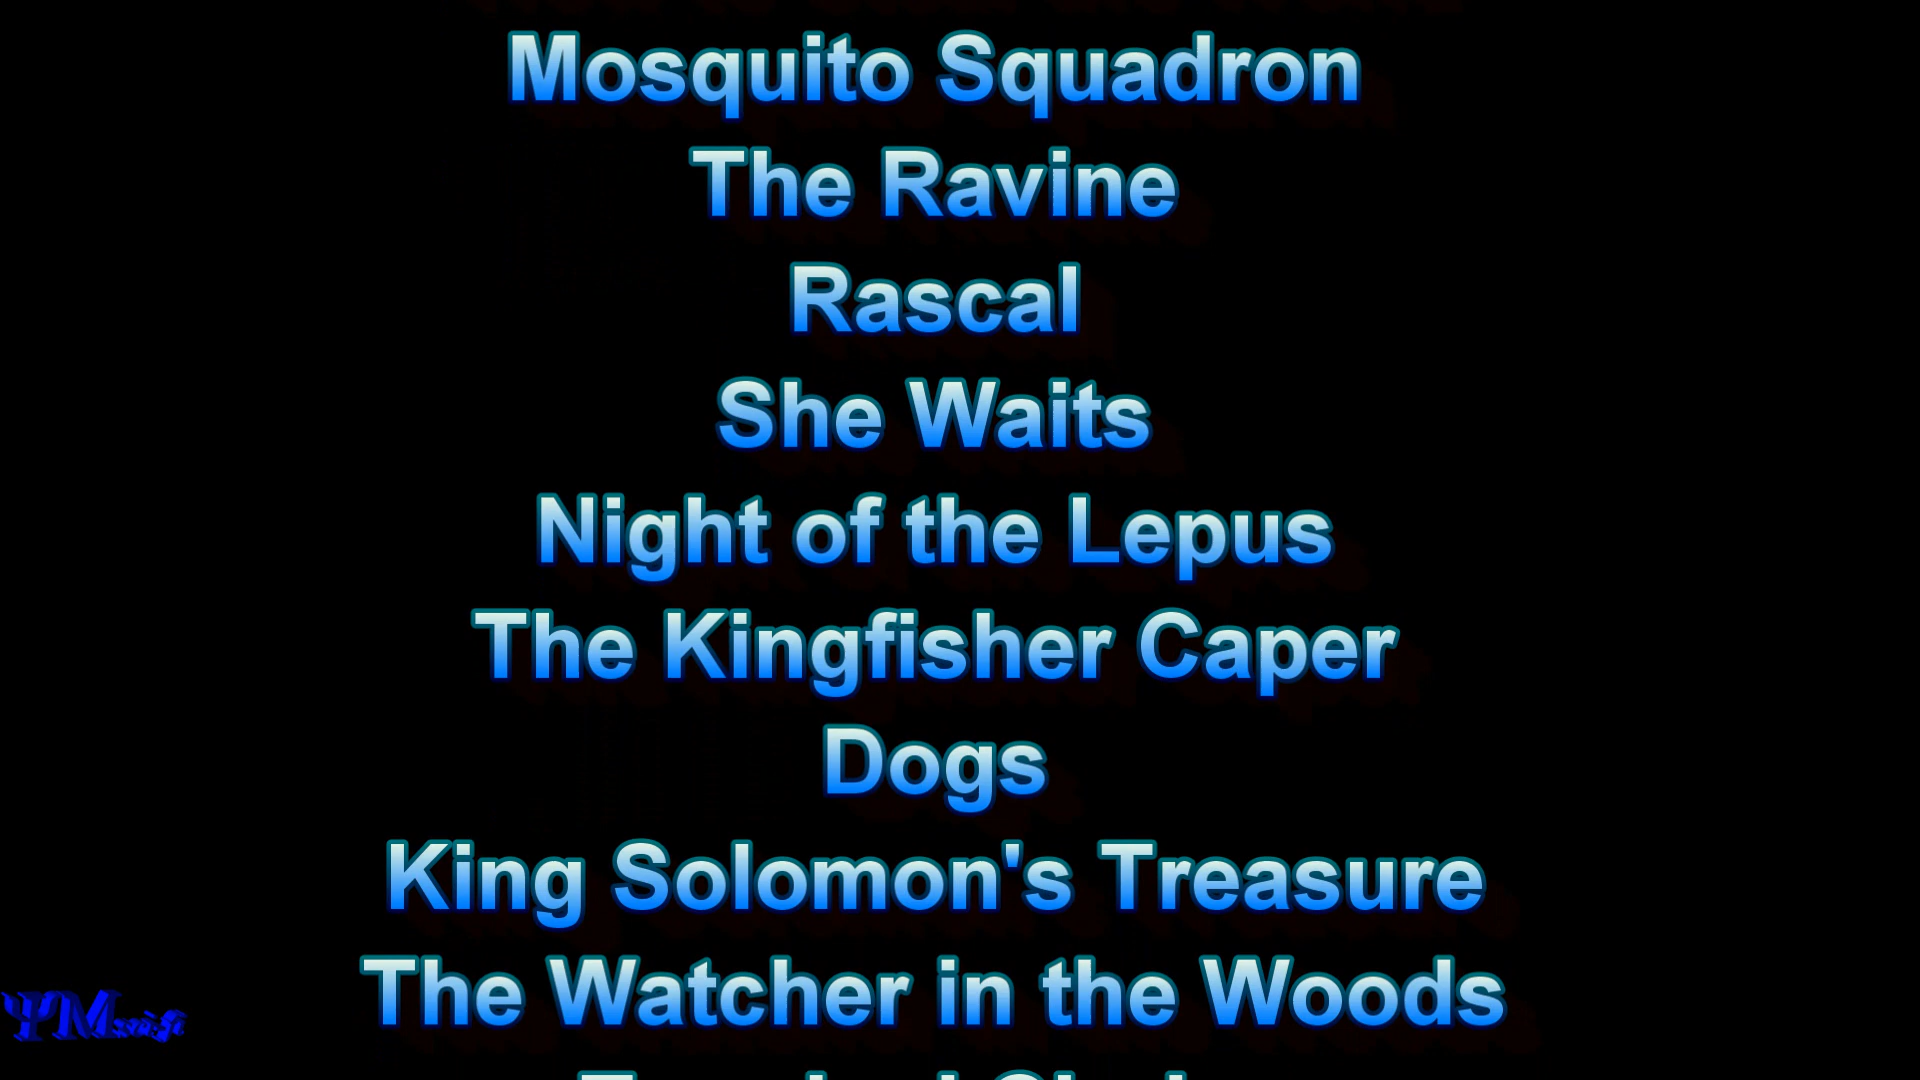 Mosquito Squadron
The Ravine
Rascal
She Waits
Night of the Lepus
The Kingfisher Caper
Dogs
King Solomon's Treasure
The Watcher in the Woods